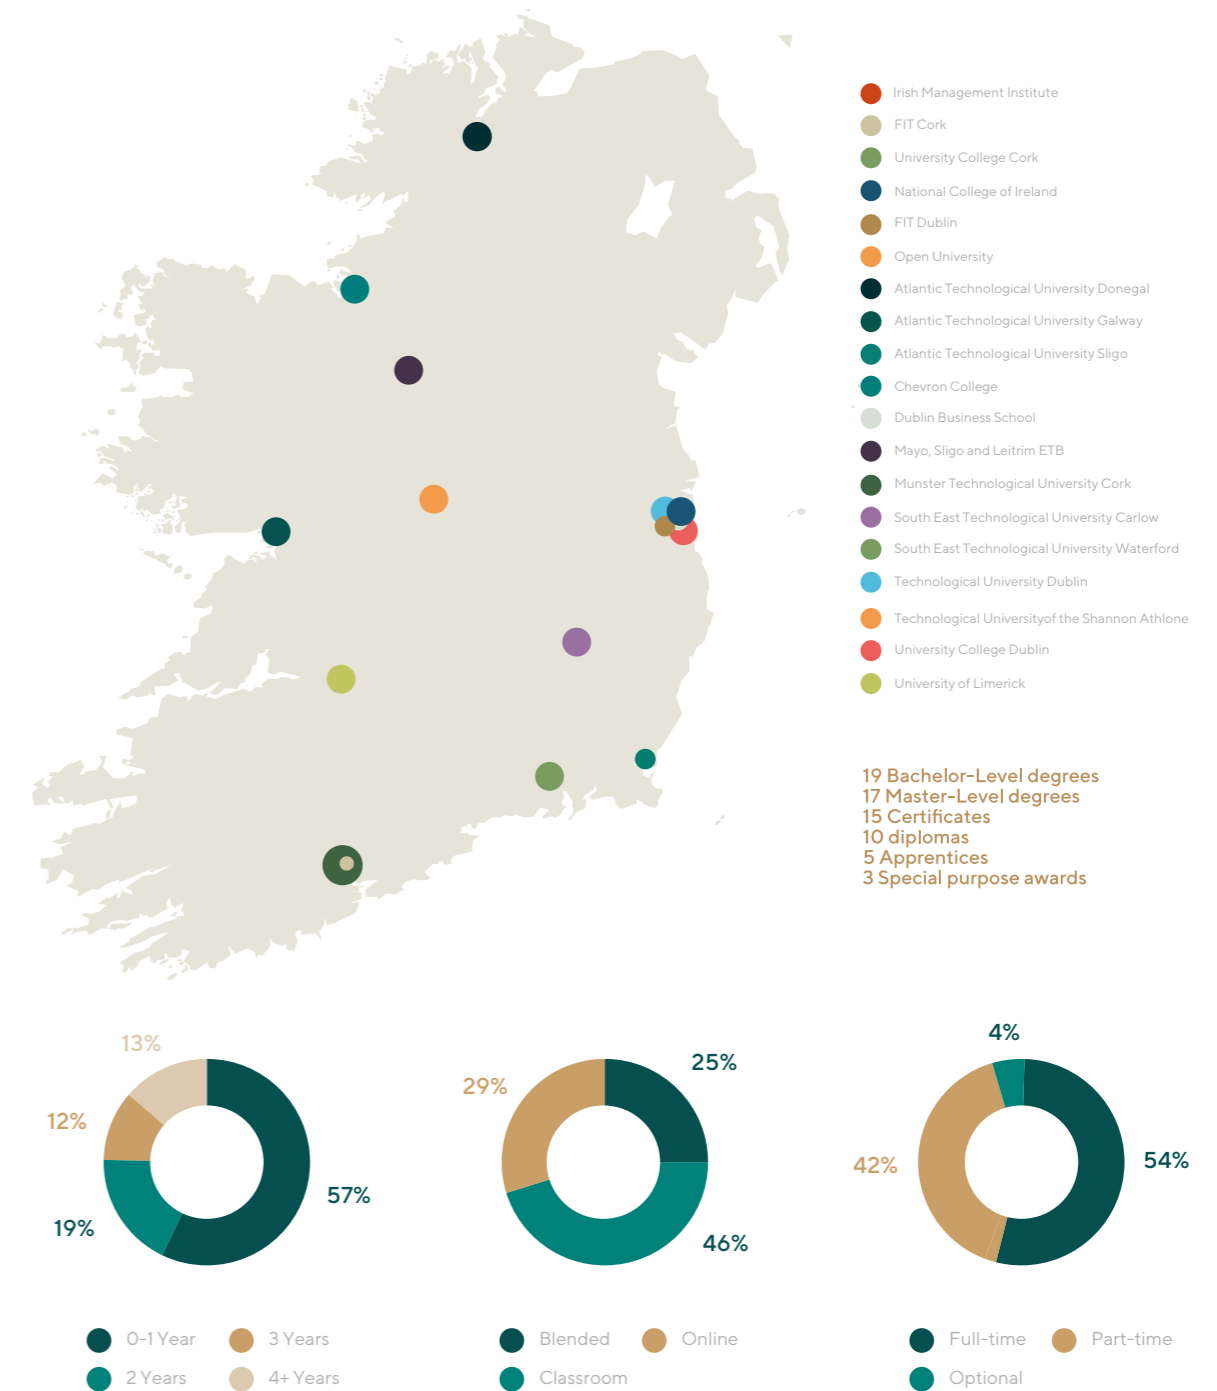 Irish Management Institute
FIT Cork
University College Cork
National College of Ireland
FIT Dublin
Open University
Atlantic Technological University Donegal
Atlantic Technological University Galway
Atlantic Technological University Sligo
Chevron College
Dublin Business School
Mayo, Sligo and Leitrim ETB
Munster Technological University Cork
South East Technological University Carlow
South East Technological University Waterford
Technological University Dublin
Technological Universityof the Shannon Athlone
University College Dublin
University of Limerick
19 Bachelor-Level degrees
17 Master-Level degrees
15 Certificates
10 diplomas
5 Apprentices
3 Special purpose awards
13%
12%
19%
57%
0-1 Year
3 Years
2 Years
4+ Years
29%
25%
46%
Blended
Online
Classroom
4%
42%
54%
Full-time
Part-time
Optional